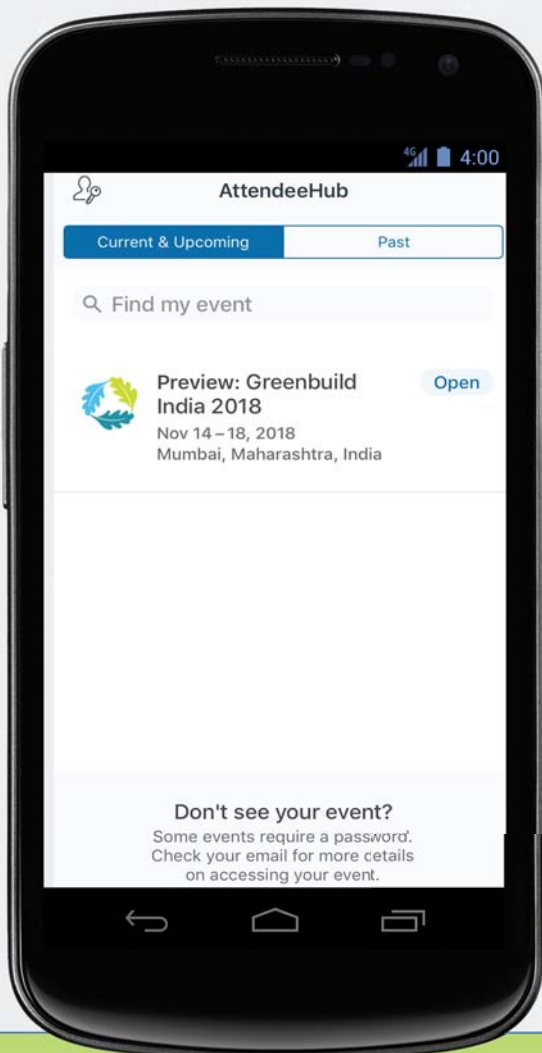 4G 4:00
AttendeeHub
Current & Upcoming Past
Find my event
Preview: Greenbuild Open
India 2018
Nov 14 – 18, 2018
Mumbai, Maharashtra, India
Don't see your event?
Some events require a password.
Check your email for more cetails
on accessing your event.